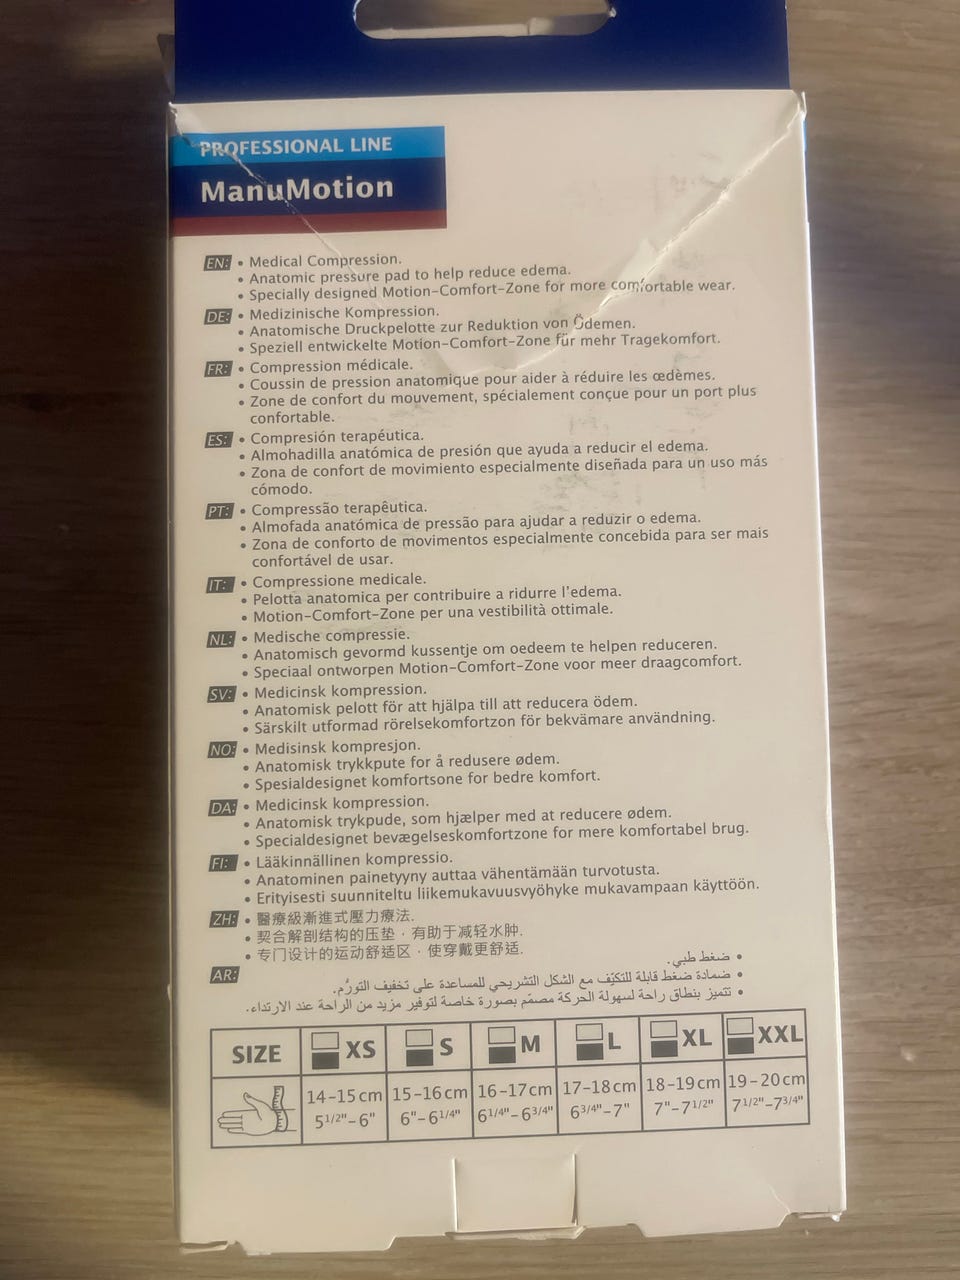 PROFESSIONAL LINE
ManuMotion
EN: • Medical Compression.
• Anatomic pressure pad to help reduce edema.
• Specially designed Motion-Comfort-Zone for more comfortable wear.
DE: • Medizinische Kompression.
• Anatomische Druckpelotte zur Reduktion von Ödemen.
• Speziell entwickelte Motion-Comfort-Zone für mehr Tragekomfort.
FR: • Compression médicale.
• Coussin de pression anatomique pour aider à réduire les œdèmes.
• Zone de confort du mouvement, spécialement conçue pour un port plus
confortable.
ES: • Compresión terapéutica.
• Almohadilla anatómica de presión que ayuda a reducir el edema.
• Zona de confort de movimiento especialmente diseñada para un uso más
cómodo.
PT: • Compressão terapêutica.
• Almofada anatómica de pressão para ajudar a reduzir o edema.
• Zona de conforto de movimentos especialmente concebida para ser mais
confortável de usar.
IT: • Compressione medicale.
• Pelotta anatomica per contribuire a ridurre l'edema.
• Motion-Comfort-Zone per una vestibilità ottimale.
NL: • Medische compressie.
• Anatomisch gevormd kussentje om oedeem te helpen reduceren.
• Speciaal ontworpen Motion-Comfort-Zone voor meer draagcomfort.
SV: • Medicinsk kompression.
• Anatomisk pelott för att hjälpa till att reducera ödem.
• Särskilt utformad rörelsekomfortzon för bekvämare användning.
NO: • Medisinsk kompresjon.
• Anatomisk trykkpute for å redusere ødem.
• Spesialdesignet komfortsone for bedre komfort.
DA: • Medicinsk kompression.
• Anatomisk trykpude, som hjælper med at reducere ødem.
• Specialdesignet bevægelseskomfortzone for mere komfortabel brug.
FI: • Lääkinnällinen kompressio.
• Anatominen painetyyny auttaa vähentämään turvotusta.
• Erityisesti suunniteltu liikemukavuusvyöhyke mukavampaan käyttöön.
ZH: • 醫療級漸進式壓力療法.
• 契合解剖结构的压垫，有助于减轻水肿.
• 专门设计的运动舒适区，使穿戴更舒适.
AR: • ضغط طبي.
• ضمادة ضغط قابلة للتكيّف مع الشكل التشريحي للمساعدة على تخفيف التورُّم.
• تتميز بنطاق راحة لسهولة الحركة مصمّم بصورة خاصة لتوفير مزيد من الراحة عند الارتداء.
SIZE XS S M L XL XXL
14-15 cm 15-16 cm 16-17 cm 17-18 cm 18-19 cm 19-20 cm
5 1/2"-6" 6"-6 1/4" 6 1/4"-6 3/4" 6 3/4"-7" 7"-7 1/2" 7 1/2"-7 3/4"